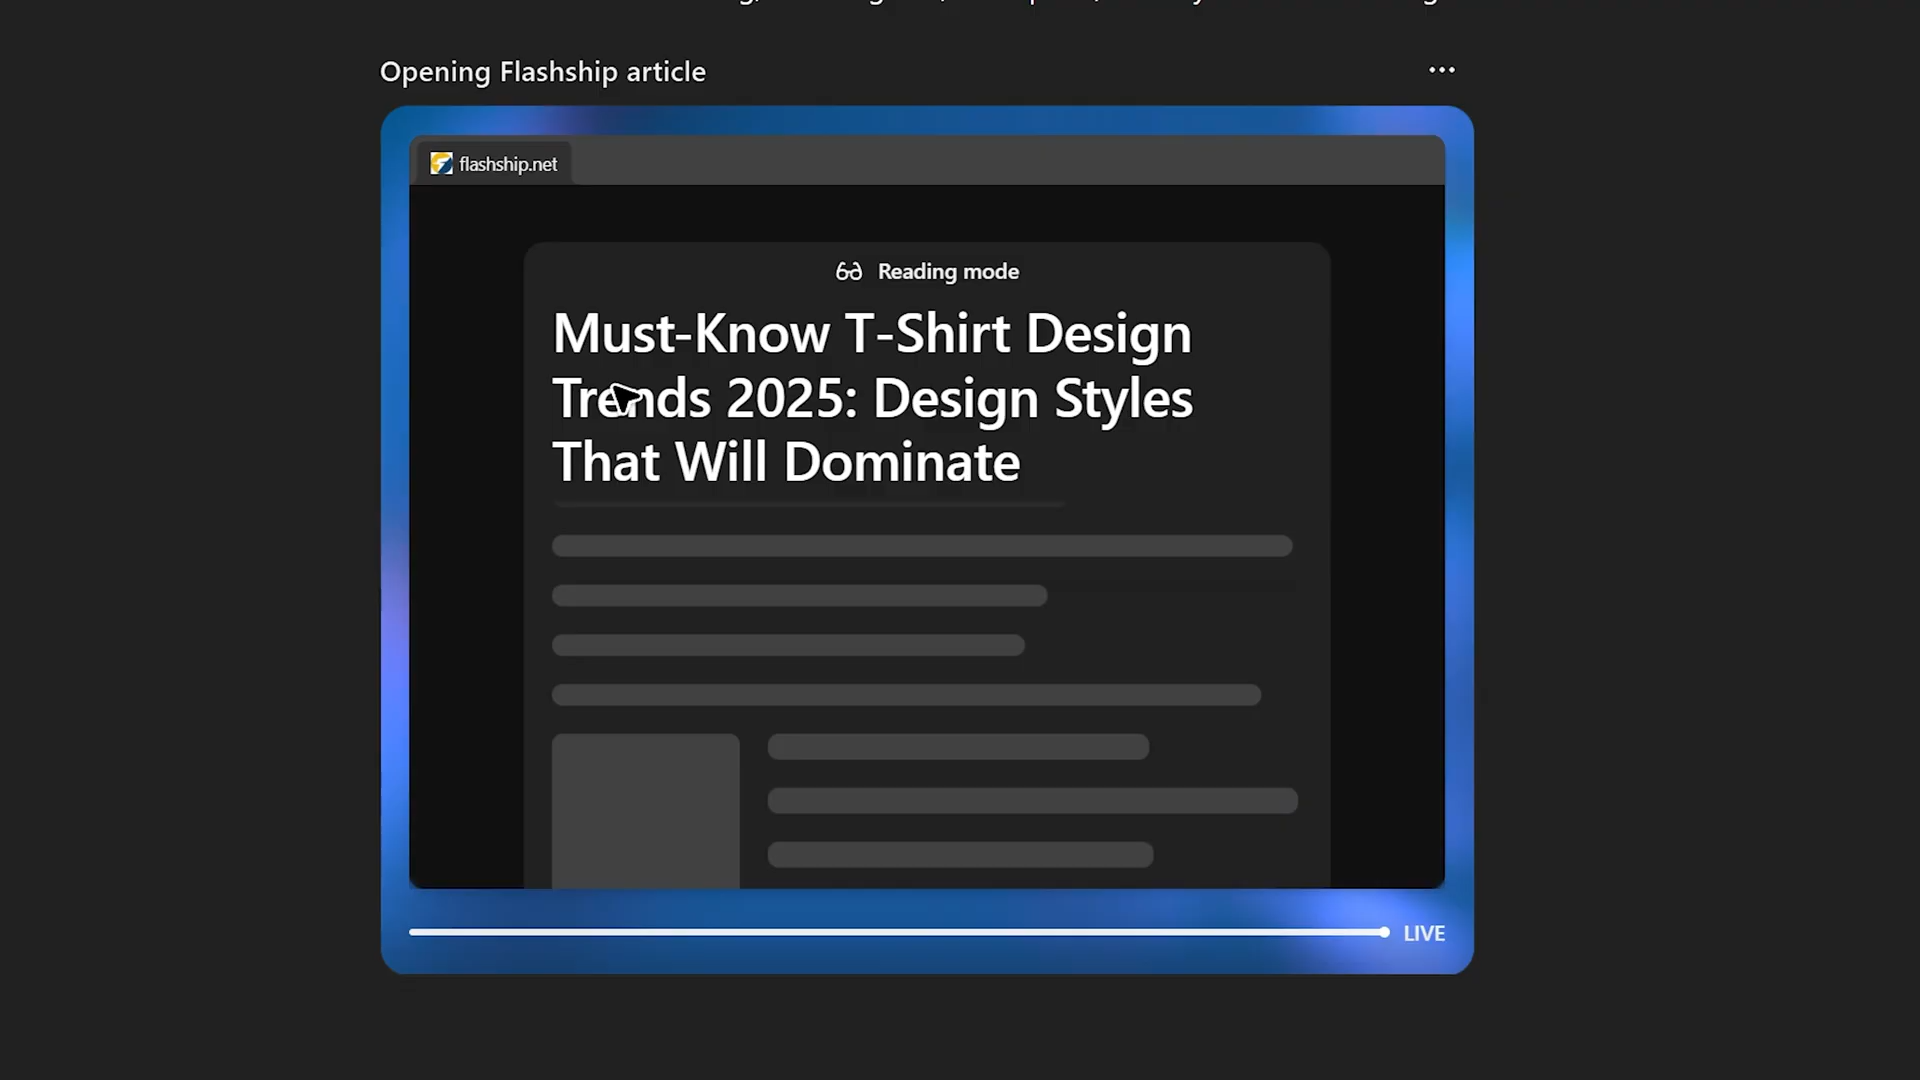 Opening Flashship article
flashship.net
Reading mode
Must-Know T-Shirt Design
Trends 2025: Design Styles
That Will Dominate
LIVE